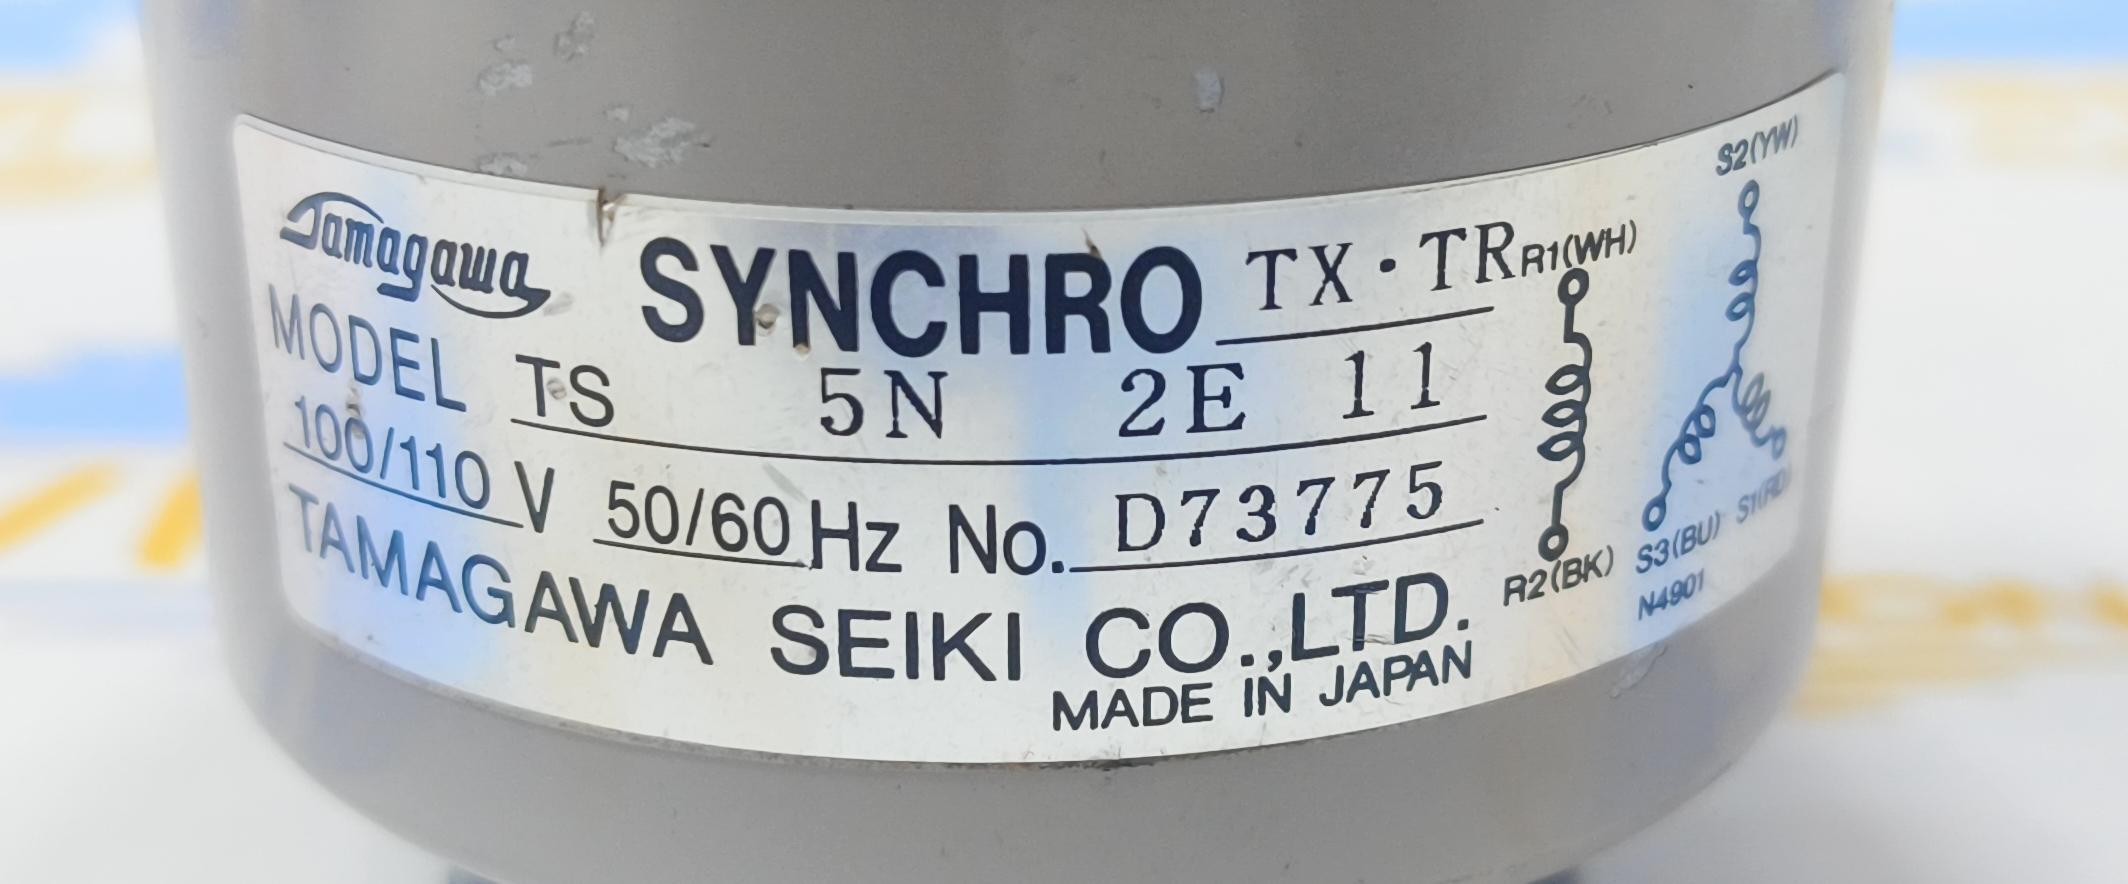 Tamagawa SYNCHRO TX・TR
MODEL TS 5N 2E 11
100/110 V 50/60 Hz No. D73775
TAMAGAWA SEIKI CO.,LTD.
MADE IN JAPAN
R1(WH)
R2(BK)
S2(YW)
S3(BU) S1(RD)
N4901